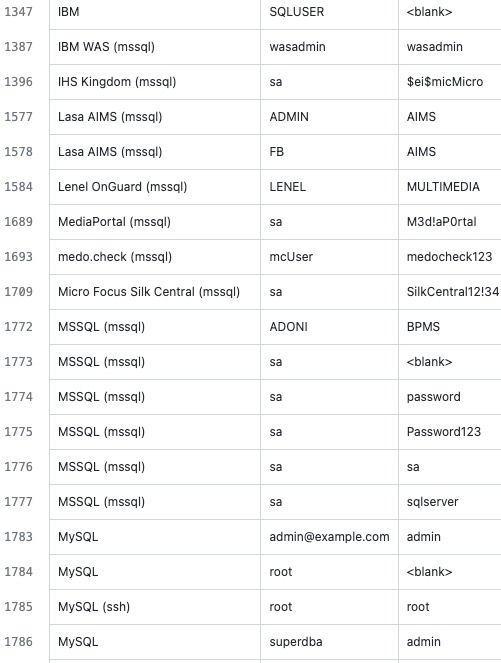 1347 IBM SQLUSER <blank>
1387 IBM WAS (mssql) wasadmin wasadmin
1396 IHS Kingdom (mssql) sa $ei$micMicro
1577 Lasa AIMS (mssql) ADMIN AIMS
1578 Lasa AIMS (mssql) FB AIMS
1584 Lenel OnGuard (mssql) LENEL MULTIMEDIA
1689 MediaPortal (mssql) sa M3d!aP0rtal
1693 medo.check (mssql) mcUser medocheck123
1709 Micro Focus Silk Central (mssql) sa SilkCentral12!34
1772 MSSQL (mssql) ADONI BPMS
1773 MSSQL (mssql) sa <blank>
1774 MSSQL (mssql) sa password
1775 MSSQL (mssql) sa Password123
1776 MSSQL (mssql) sa sa
1777 MSSQL (mssql) sa sqlserver
1783 MySQL admin@example.com admin
1784 MySQL root <blank>
1785 MySQL (ssh) root root
1786 MySQL superdba admin